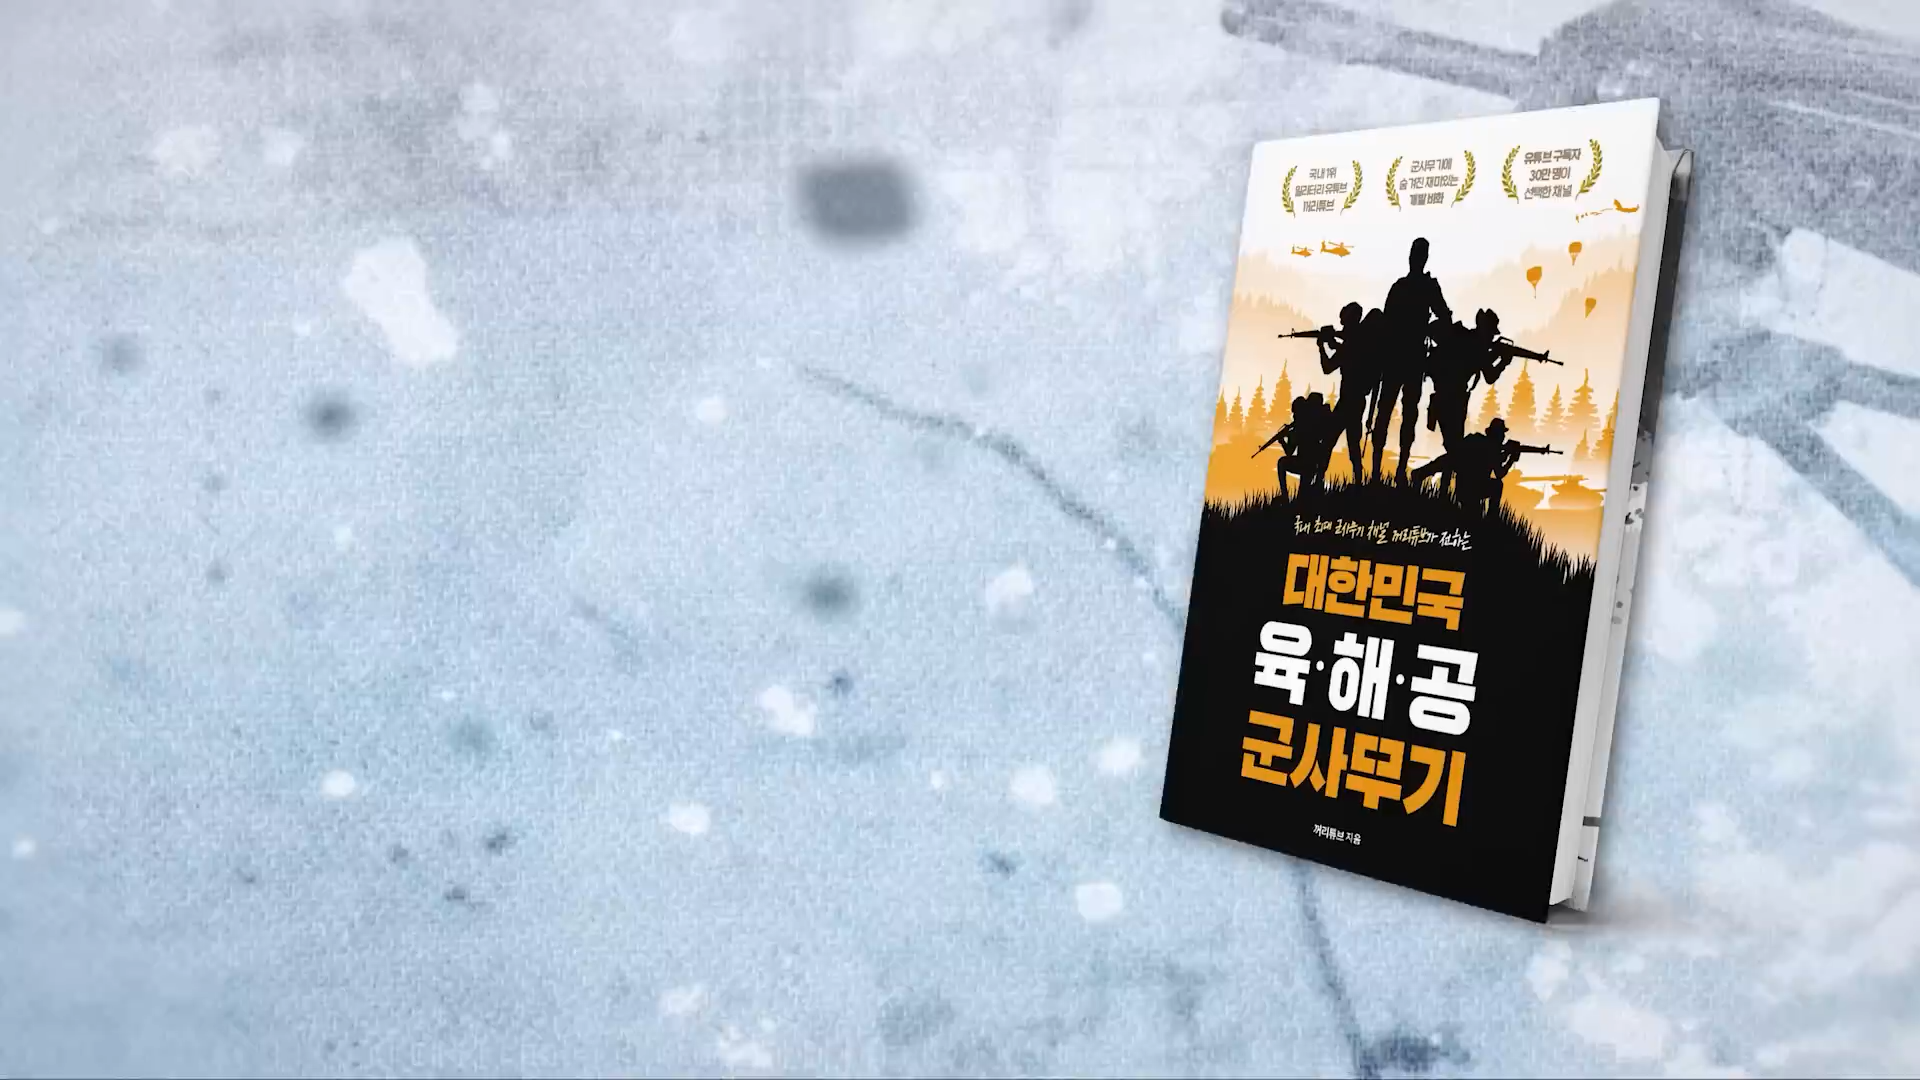 국내 1위
밀리터리 유튜브
꺼리튜브
군사무기에
숨겨진 재미있는
개발 비화
유튜브 구독자
30만 명이
선택한 채널
국내 최대 군사무기 채널 꺼리튜브가 전하는
대한민국
육·해·공
군사무기
꺼리튜브 지음